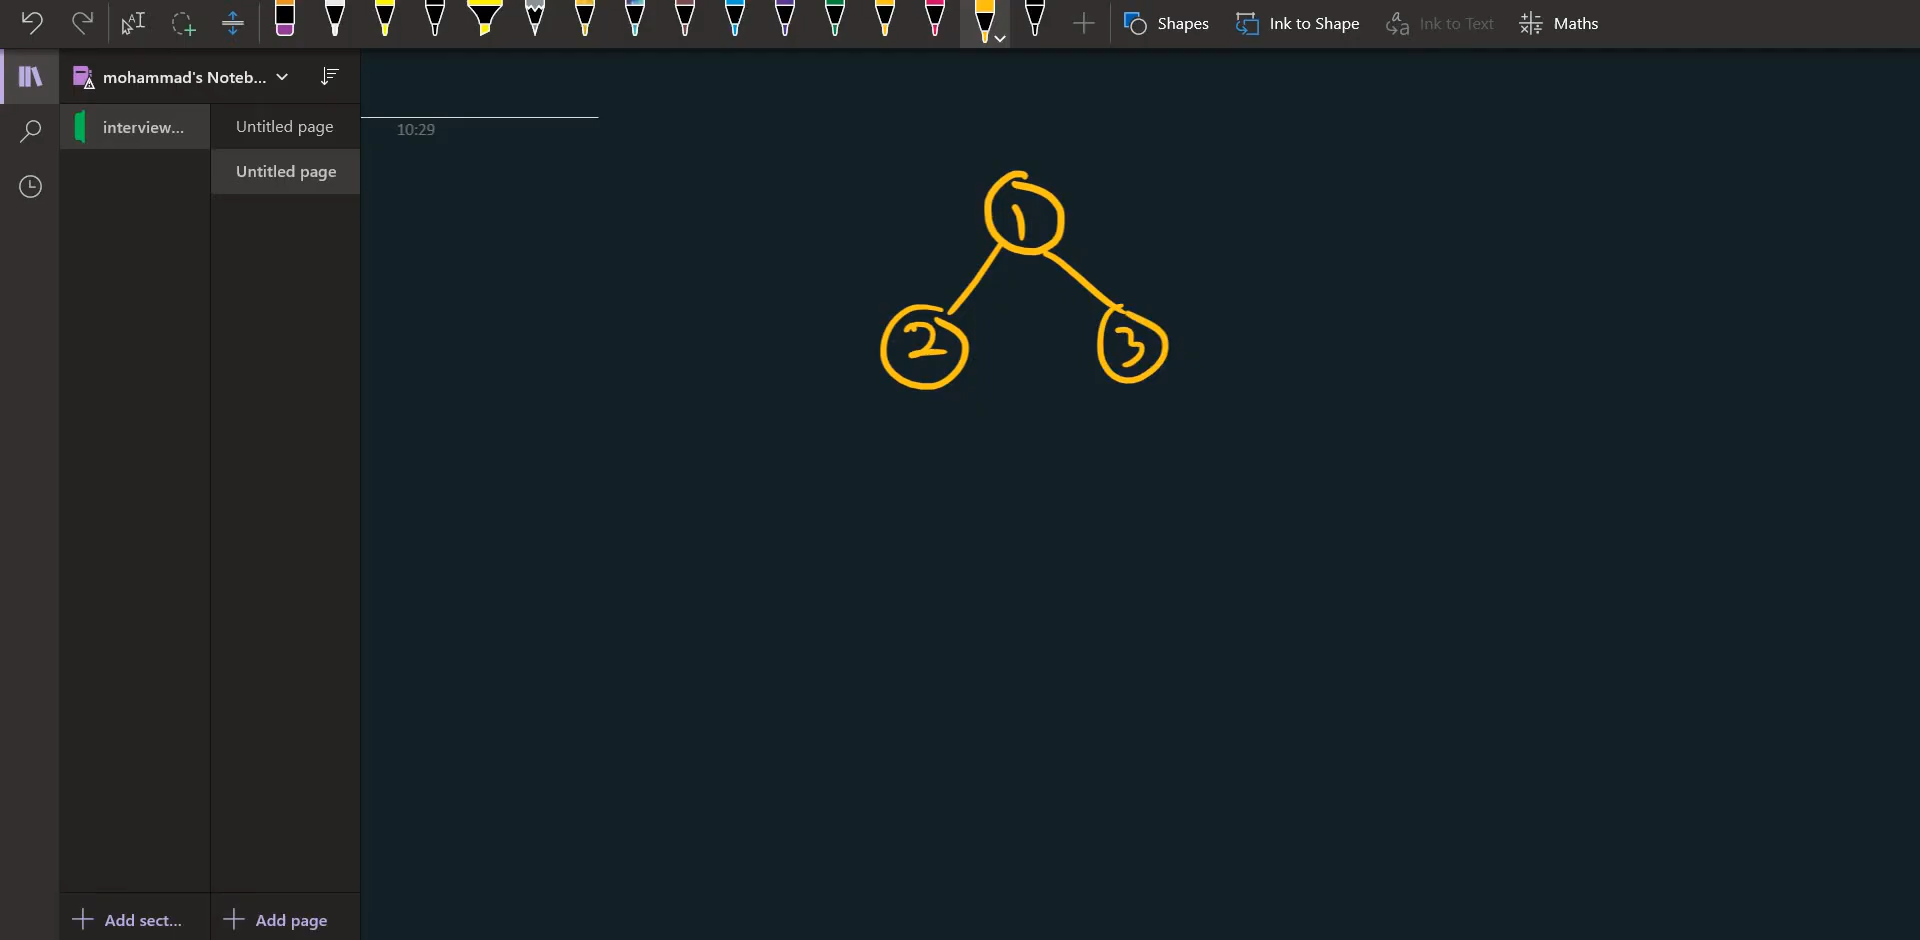 Shapes
Ink to Shape
Ink to Text
Maths
mohammad's Noteb...
interview...
Untitled page
Untitled page
10:29
1
2
3
Add sect...
Add page